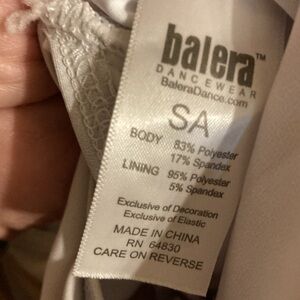 balera™
DANCEWEAR
BaleraDance.com
SA
BODY 83% Polyester
17% Spandex
LINING 95% Polyester
5% Spandex
Exclusive of Decoration
Exclusive of Elastic
MADE IN CHINA
RN 64830
CARE ON REVERSE